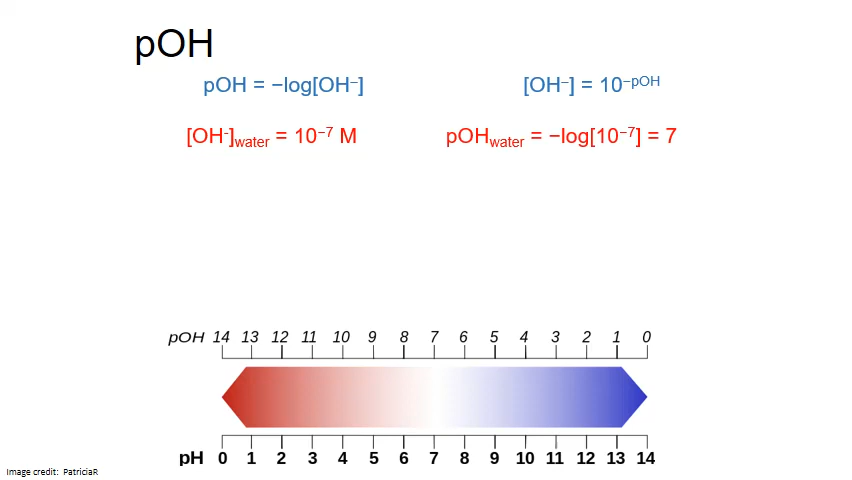 pOH
pOH = −log[OH⁻] [OH⁻] = 10⁻ᵖᴼᴴ
[OH⁻]water = 10⁻⁷ M pOHwater = −log[10⁻⁷] = 7
pOH 14 13 12 11 10 9 8 7 6 5 4 3 2 1 0
pH 0 1 2 3 4 5 6 7 8 9 10 11 12 13 14
Image credit: PatriciaR